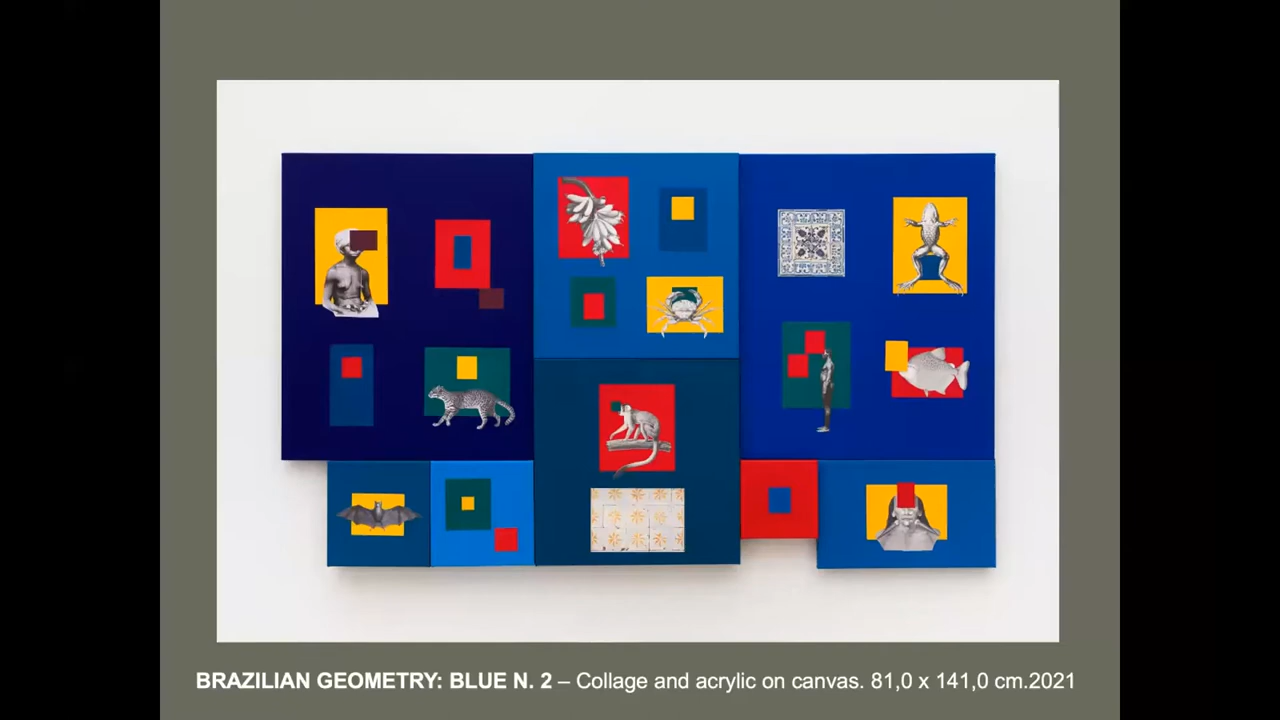 BRAZILIAN GEOMETRY: BLUE N. 2 – Collage and acrylic on canvas. 81,0 x 141,0 cm.2021